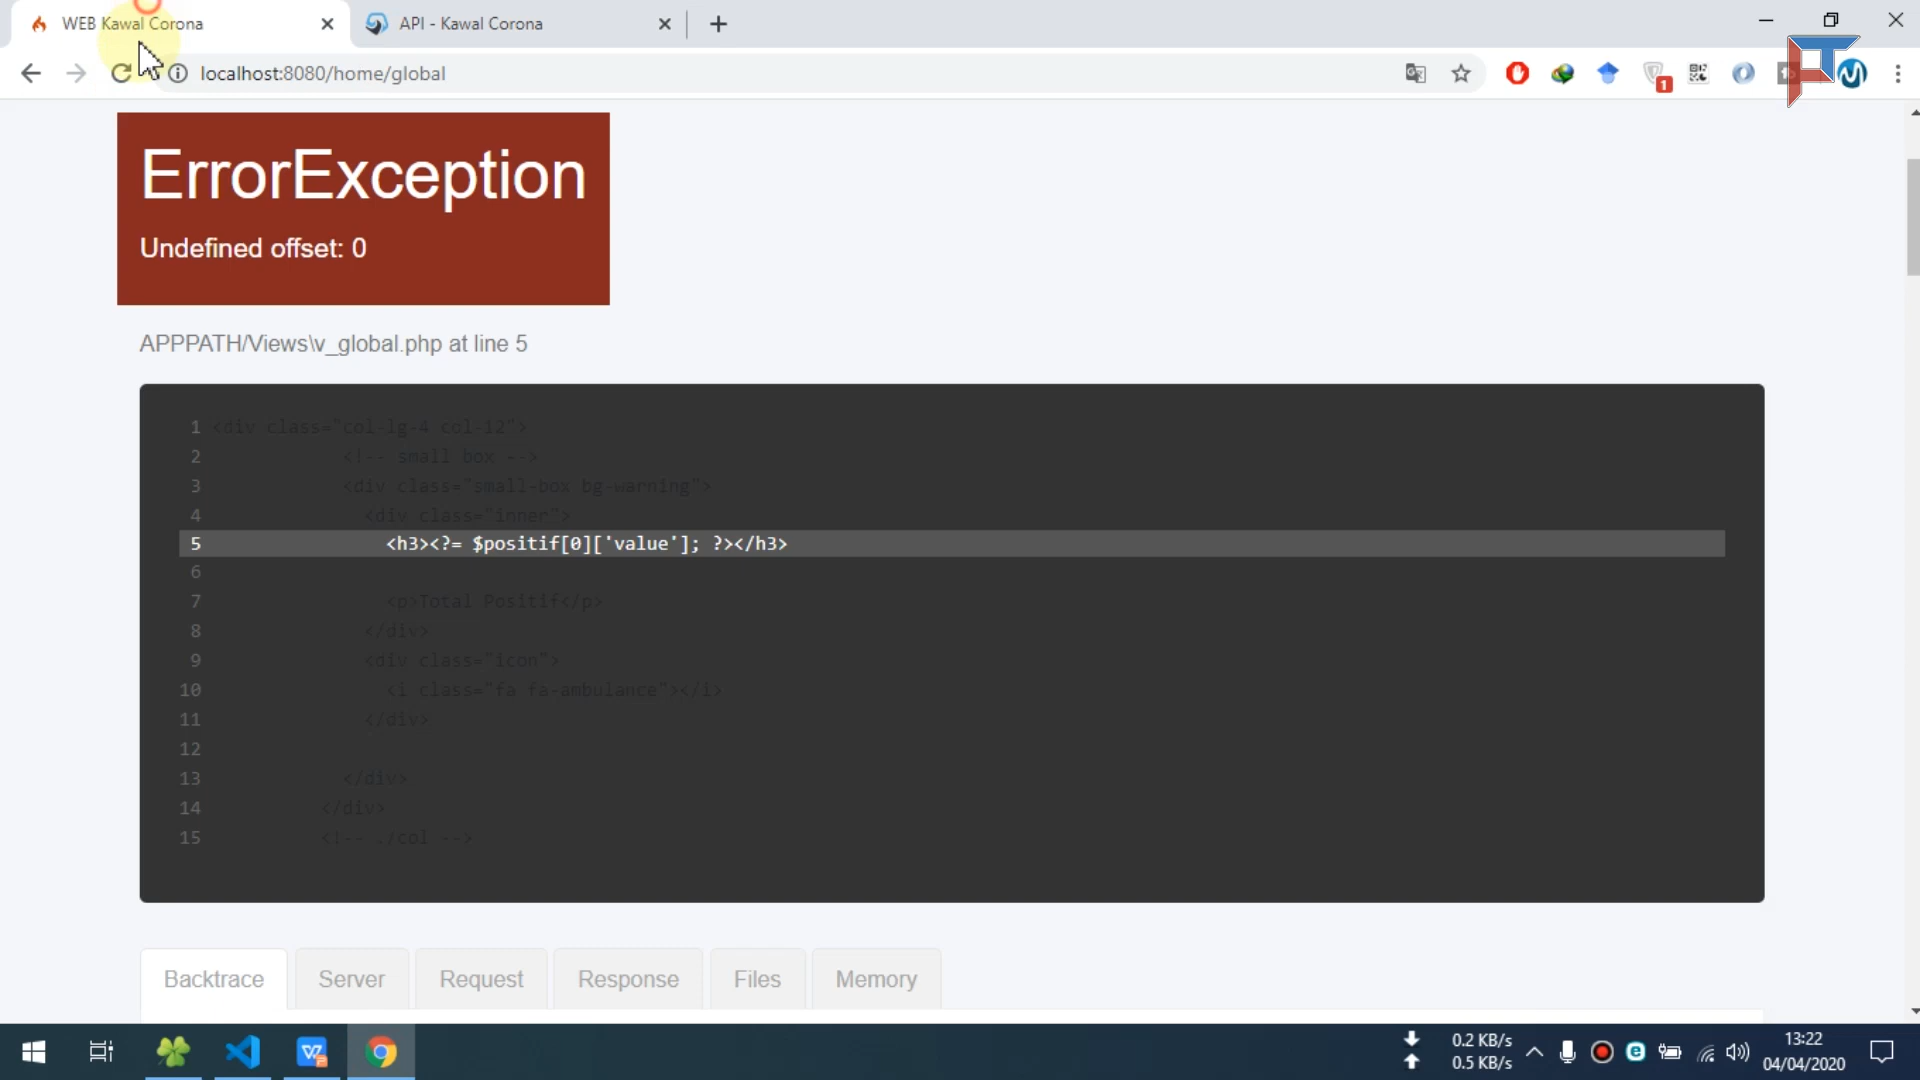 WEB Kawal Corona
API - Kawal Corona
localhost:8080/home/global
1
ErrorException
Undefined offset: 0
APPPATH/Views\v_global.php at line 5
1 <div class="col-lg-4 col-12">
2 <!-- small box -->
3 <div class="small-box bg-warning">
4 <div class="inner">
5 <h3><?= $positif[0]['value']; ?></h3>
6
7 <p>Total Positif</p>
8 </div>
9 <div class="icon">
10 <i class="fa fa-ambulance"></i>
11 </div>
12
13 </div>
14 </div>
15 <!-- ./col -->
Backtrace
Server
Request
Response
Files
Memory
0.2 KB/s
0.5 KB/s
13:22
04/04/2020